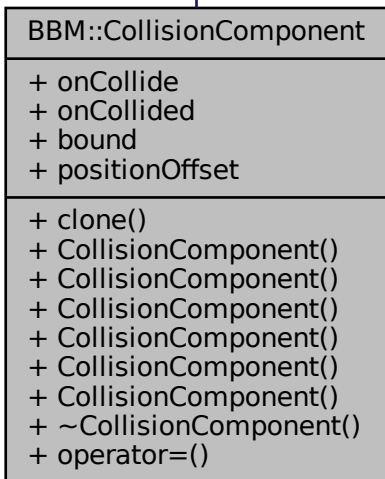 BBM::CollisionComponent
+ onCollide
+ onCollided
+ bound
+ positionOffset
+ clone()
+ CollisionComponent()
+ CollisionComponent()
+ CollisionComponent()
+ CollisionComponent()
+ CollisionComponent()
+ CollisionComponent()
+ ~CollisionComponent()
+ operator=()